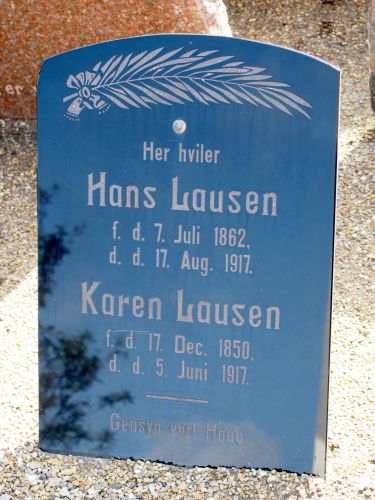 Her hviler
Hans Lausen
f. d. 7. Juli 1862,
d. d. 17. Aug. 1917.
Karen Lausen
f. d. 17. Dec. 1850,
d. d. 5. Juni 1917.
Gensyn vort Haab.